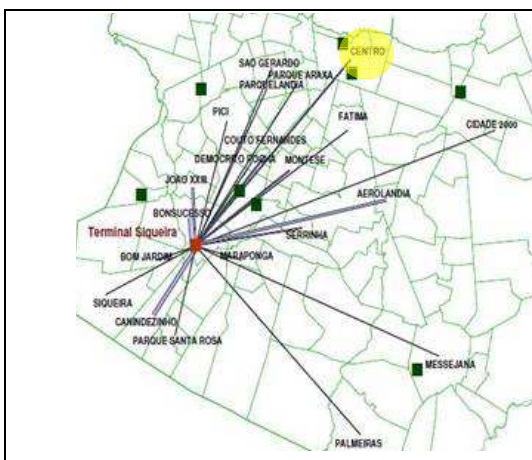 CENTRO
SAO GERARDO
PARQUE ARAXA
PARQUELANDIA
PICI
FATIMA
CIDADE 2000
COUTO FERNANDES
DEMOCRITO ROCHA
MONTESE
JOAO XXIII
AEROLANDIA
BONSUCESSO
Terminal Siqueira
SERRINHA
BOM JARDIM
MARAPONGA
SIQUEIRA
CANINDEZINHO
PARQUE SANTA ROSA
MESSEJANA
PALMEIRAS